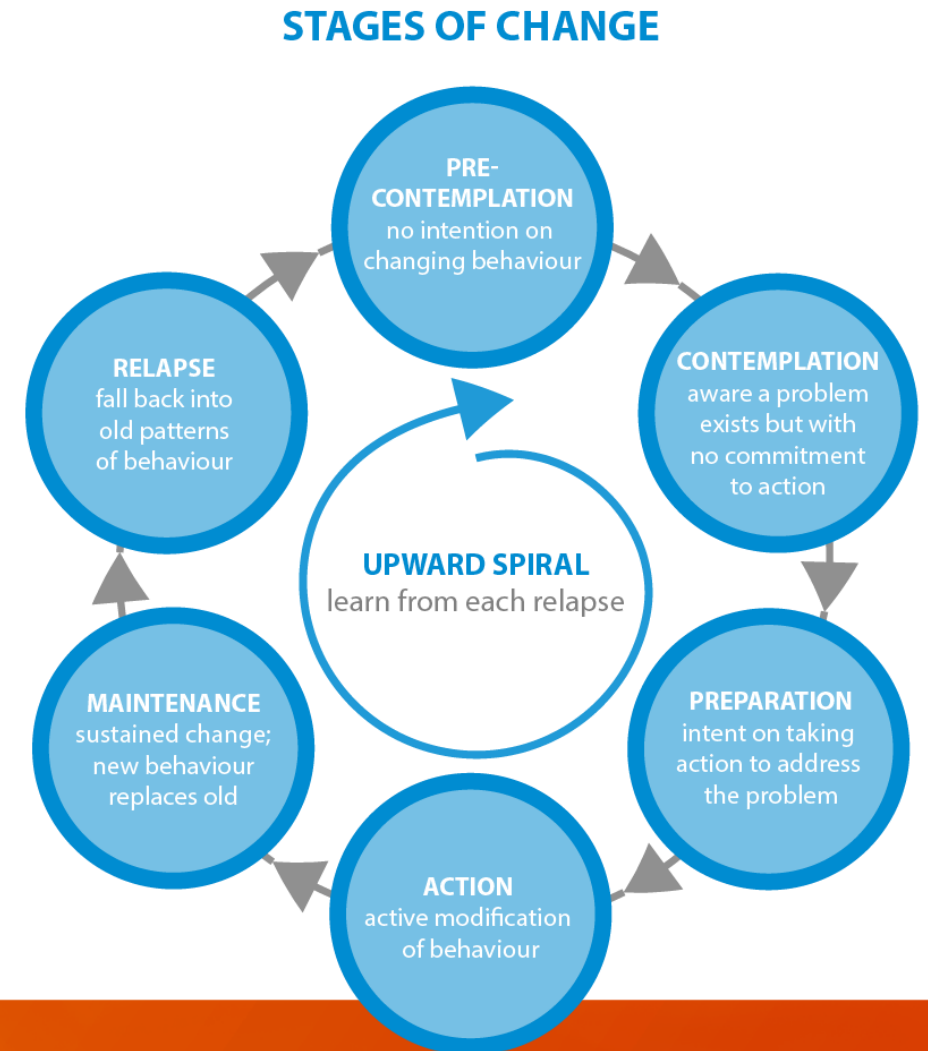 STAGES OF CHANGE
PRE-
CONTEMPLATION
no intention on
changing behaviour
CONTEMPLATION
aware a problem
exists but with
no commitment
to action
PREPARATION
intent on taking
action to address
the problem
ACTION
active modification
of behaviour
MAINTENANCE
sustained change;
new behaviour
replaces old
RELAPSE
fall back into
old patterns
of behaviour
UPWARD SPIRAL
learn from each relapse